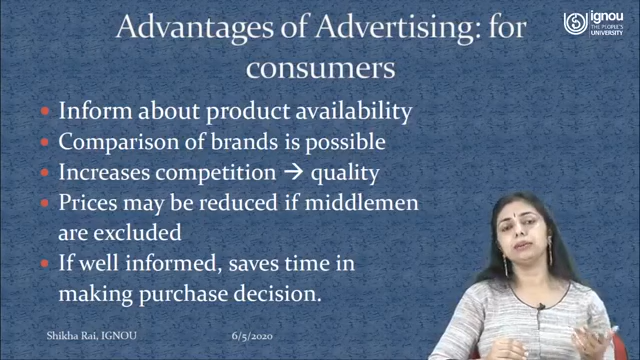 Advantages of Advertising: for
consumers
ignou
THE PEOPLE'S
UNIVERSITY
• Inform about product availability
• Comparison of brands is possible
• Increases competition → quality
• Prices may be reduced if middlemen
are excluded
• If well informed, saves time in
making purchase decision.
Shikha Rai, IGNOU
6/5/2020